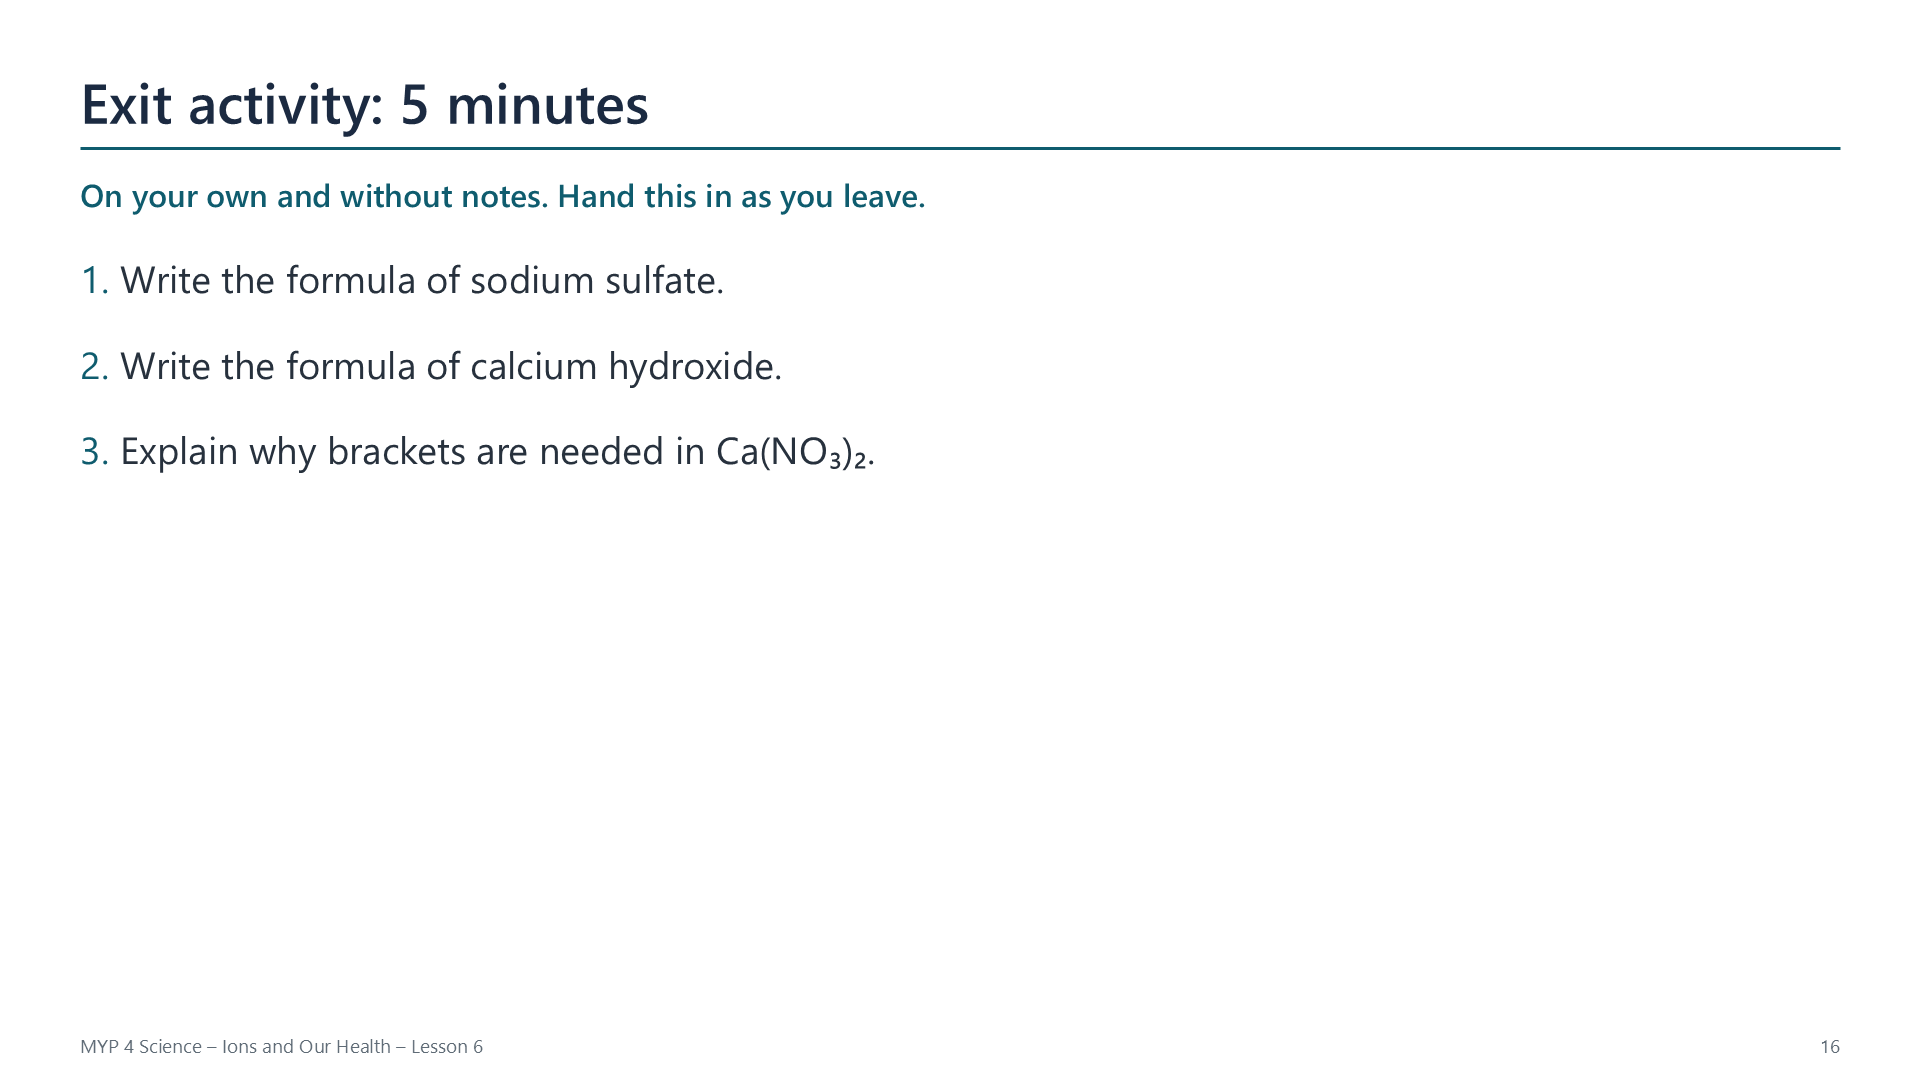 Exit activity: 5 minutes
On your own and without notes. Hand this in as you leave.
1. Write the formula of sodium sulfate.
2. Write the formula of calcium hydroxide.
3. Explain why brackets are needed in Ca(NO₃)₂.
MYP 4 Science – Ions and Our Health – Lesson 6
16